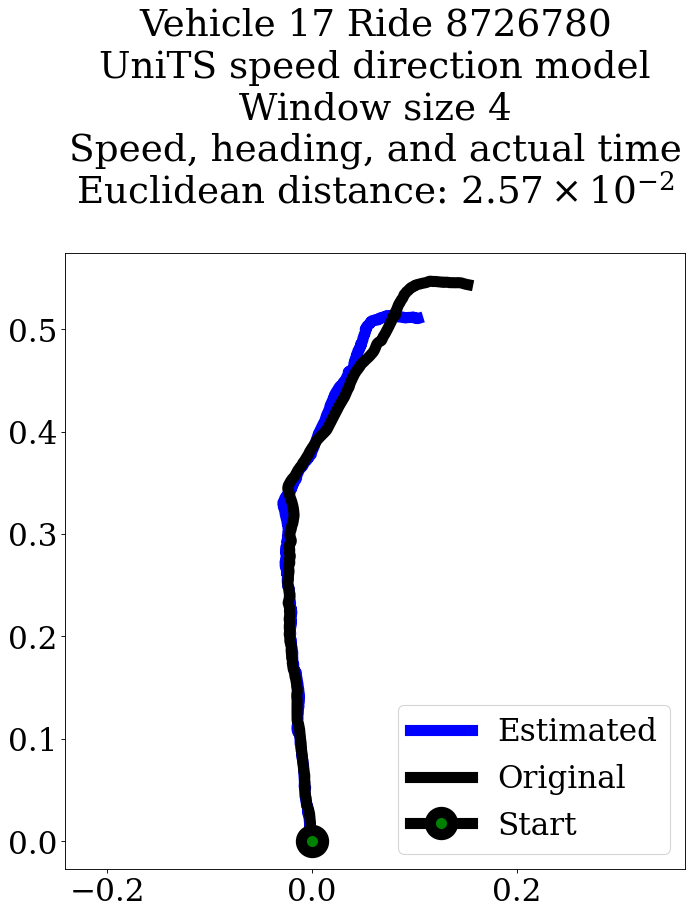 Vehicle 17 Ride 8726780
UniTS speed direction model
Window size 4
Speed, heading, and actual time
Euclidean distance: 2.57 × 10⁻²
0.5
0.4
0.3
0.2
0.1
0.0
−0.2
0.0
0.2
Estimated
Original
Start